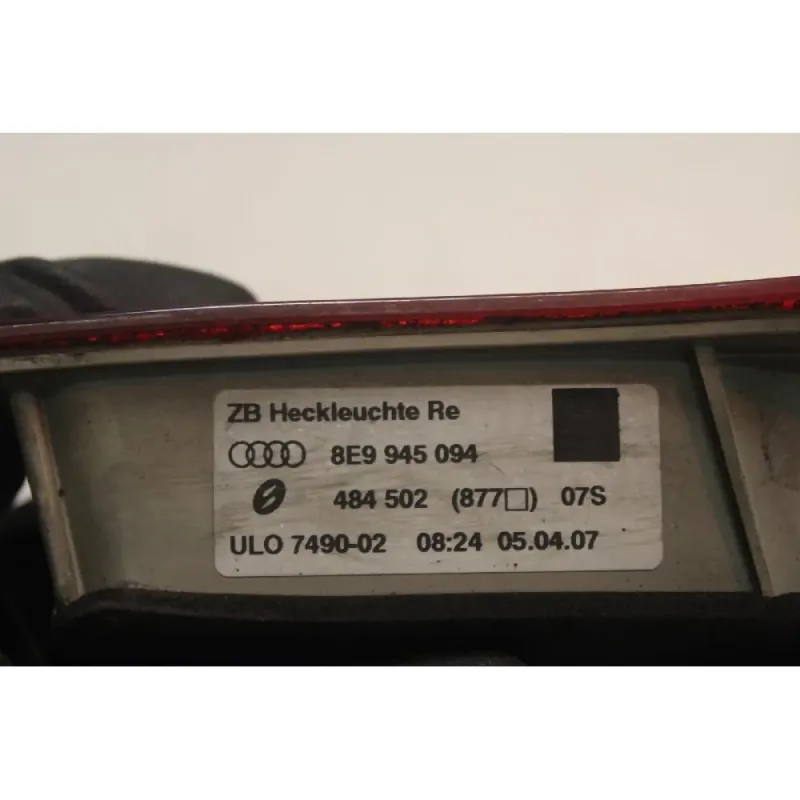 ZB Heckleuchte Re
8E9 945 094
484 502 (877□) 07S
ULO 7490-02 08:24 05.04.07